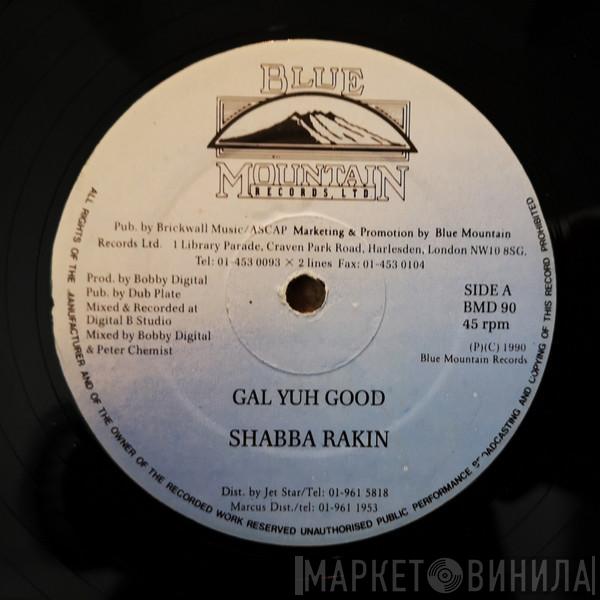 BLUE
MOUNTAIN
RECORDS, LTD.
Pub. by Brickwall Music/ASCAP Marketing & Promotion by Blue Mountain
Records Ltd. 1 Library Parade, Craven Park Road, Harlesden, London NW10 8SG.
Tel: 01-453 0093 × 2 lines Fax: 01-453 0104
Prod. by Bobby Digital
Pub. by Dub Plate
Mixed & Recorded at
Digital B Studio
Mixed by Bobby Digital
& Peter Chemist
SIDE A
BMD 90
45 rpm
(P)(C) 1990
Blue Mountain Records
GAL YUH GOOD
SHABBA RAKIN
Dist. by Jet Star/Tel: 01-961 5818
Marcus Dist./tel: 01-961 1953
ALL RIGHTS OF THE MANUFACTURER AND OF THE OWNER OF THE RECORDED WORK RESERVED UNAUTHORISED PUBLIC PERFORMANCE BROADCASTING AND COPYING OF THIS RECORD PROHIBITED
МАРКЕТ ВИНИЛА